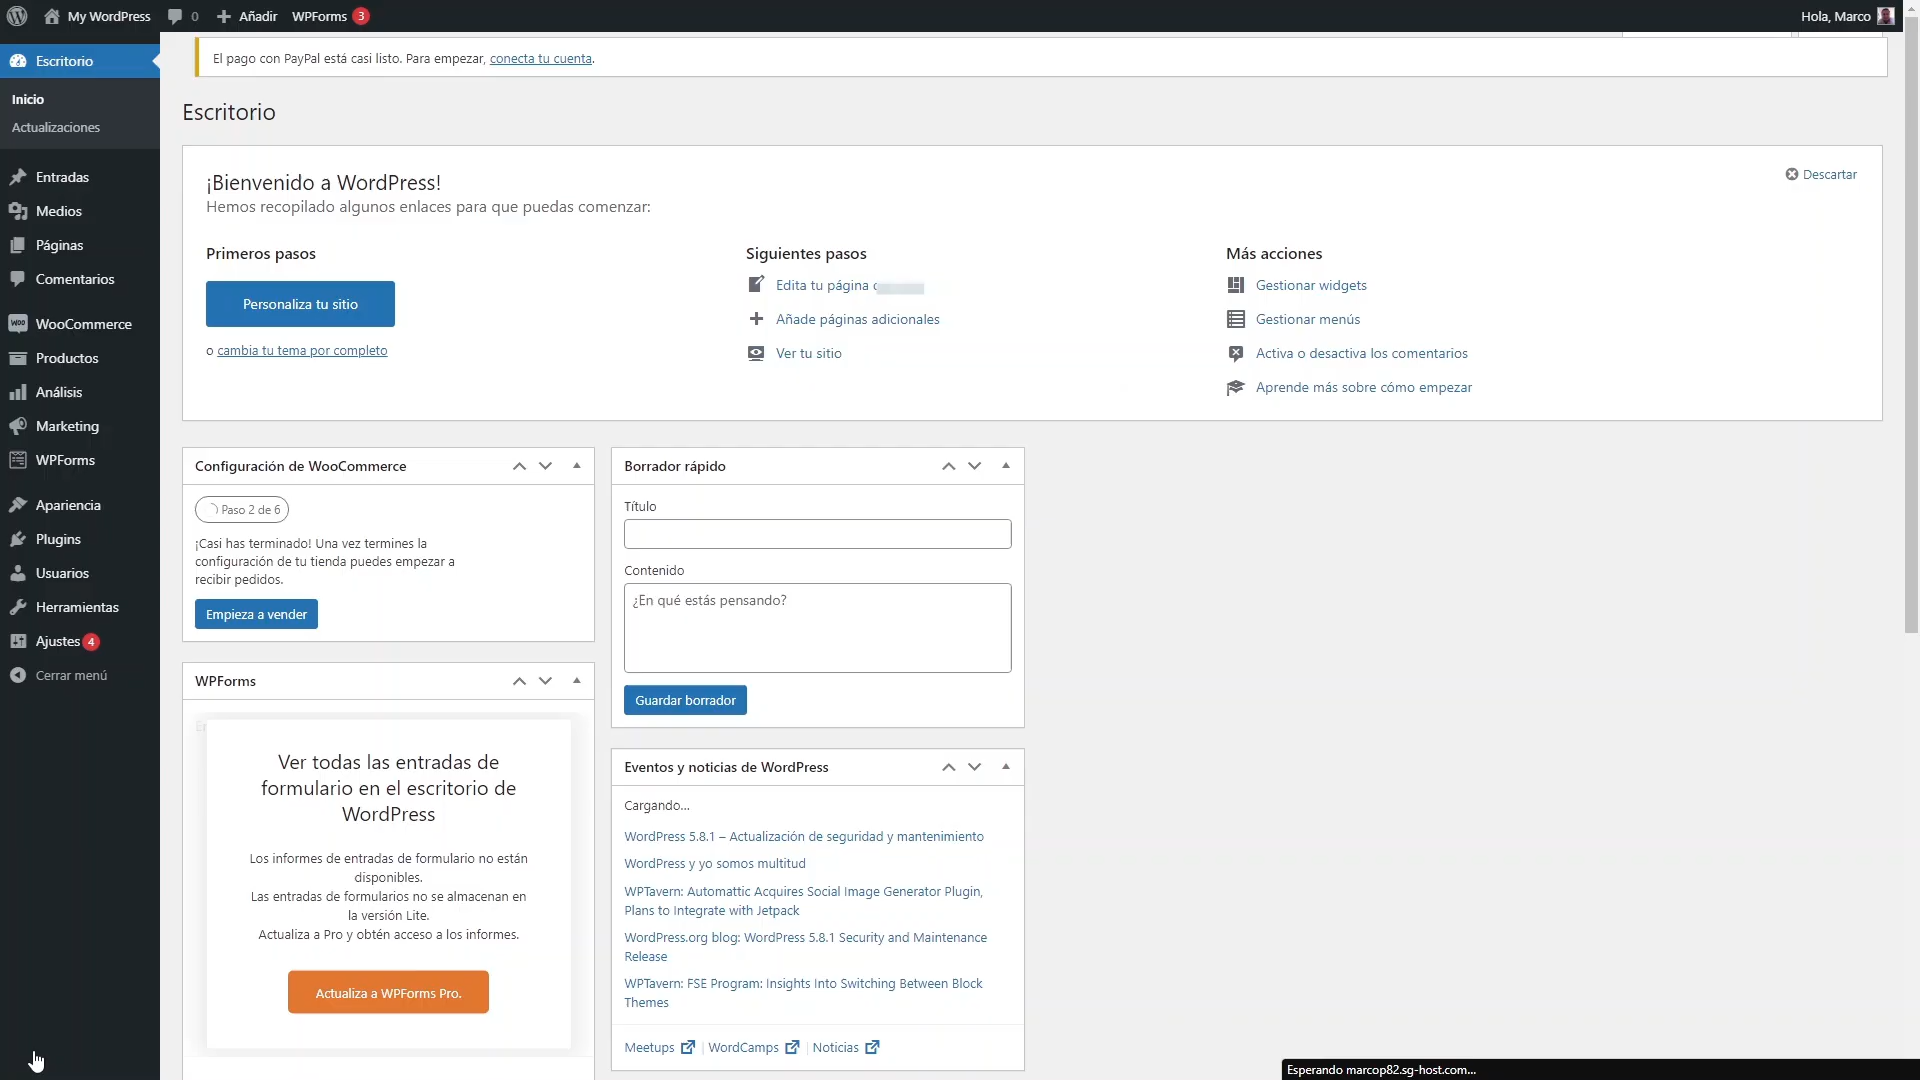 My WordPress
0
Añadir
WPForms 3
Hola, Marco
Escritorio
Inicio
Actualizaciones
Entradas
Medios
Páginas
Comentarios
WooCommerce
Productos
Análisis
Marketing
WPForms
Apariencia
Plugins
Usuarios
Herramientas
Ajustes 4
Cerrar menú
El pago con PayPal está casi listo. Para empezar, conecta tu cuenta.
Escritorio
¡Bienvenido a WordPress!
Hemos recopilado algunos enlaces para que puedas comenzar:
Descartar
Primeros pasos
Personaliza tu sitio
o cambia tu tema por completo
Siguientes pasos
Edita tu página
Añade páginas adicionales
Ver tu sitio
Más acciones
Gestionar widgets
Gestionar menús
Activa o desactiva los comentarios
Aprende más sobre cómo empezar
Configuración de WooCommerce
Paso 2 de 6
¡Casi has terminado! Una vez termines la
configuración de tu tienda puedes empezar a
recibir pedidos.
Empieza a vender
WPForms
Ver todas las entradas de
formulario en el escritorio de
WordPress
Los informes de entradas de formulario no están
disponibles.
Las entradas de formularios no se almacenan en
la versión Lite.
Actualiza a Pro y obtén acceso a los informes.
Actualiza a WPForms Pro.
Borrador rápido
Título
Contenido
¿En qué estás pensando?
Guardar borrador
Eventos y noticias de WordPress
Cargando...
WordPress 5.8.1 – Actualización de seguridad y mantenimiento
WordPress y yo somos multitud
WPTavern: Automattic Acquires Social Image Generator Plugin,
Plans to Integrate with Jetpack
WordPress.org blog: WordPress 5.8.1 Security and Maintenance
Release
WPTavern: FSE Program: Insights Into Switching Between Block
Themes
Meetups | WordCamps | Noticias
Esperando marcop82.sg-host.com...